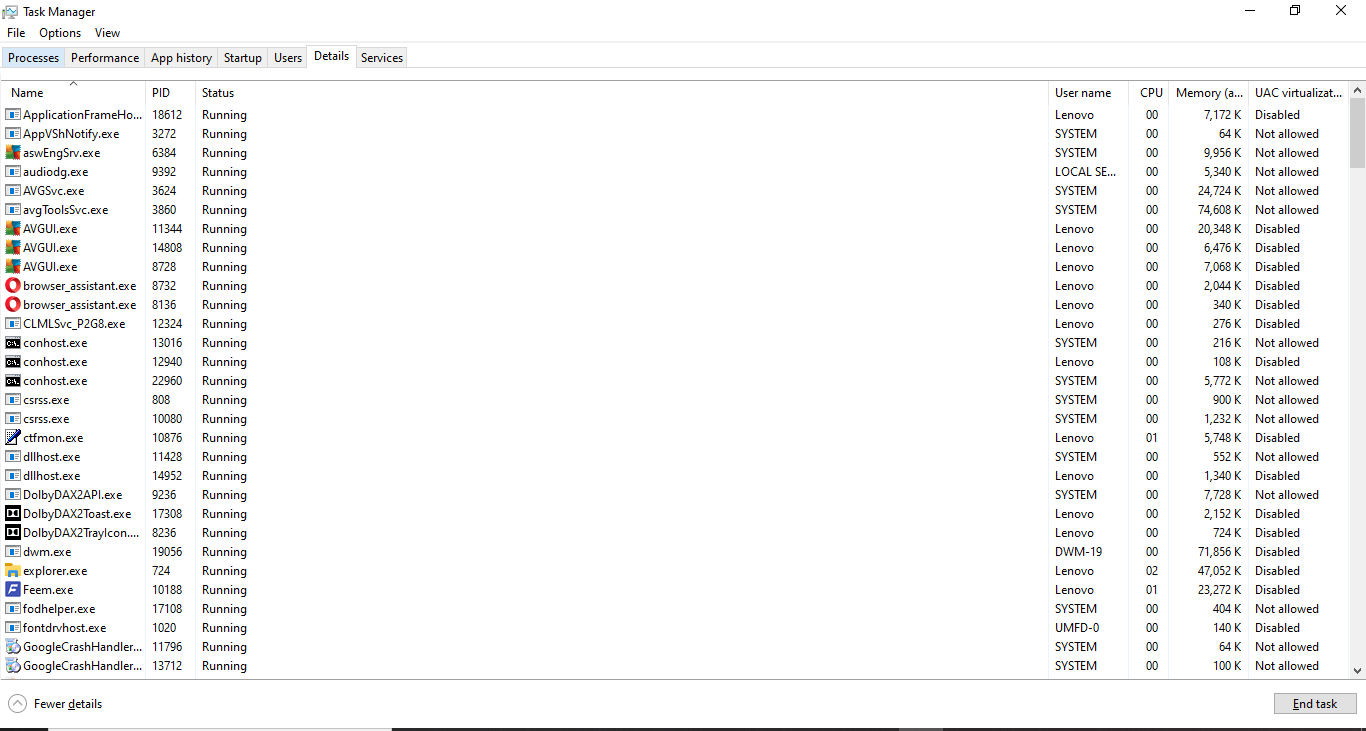 Task Manager
File Options View
Processes Performance App history Startup Users Details Services
Name PID Status User name CPU Memory (a... UAC virtualizat...
ApplicationFrameHo... 18612 Running Lenovo 00 7,172 K Disabled
AppVShNotify.exe 3272 Running SYSTEM 00 64 K Not allowed
aswEngSrv.exe 6384 Running SYSTEM 00 9,956 K Not allowed
audiodg.exe 9392 Running LOCAL SE... 00 5,340 K Not allowed
AVGSvc.exe 3624 Running SYSTEM 00 24,724 K Not allowed
avgToolsSvc.exe 3860 Running SYSTEM 00 74,608 K Not allowed
AVGUI.exe 11344 Running Lenovo 00 20,348 K Disabled
AVGUI.exe 14808 Running Lenovo 00 6,476 K Disabled
AVGUI.exe 8728 Running Lenovo 00 7,068 K Disabled
browser_assistant.exe 8732 Running Lenovo 00 2,044 K Disabled
browser_assistant.exe 8136 Running Lenovo 00 340 K Disabled
CLMLSvc_P2G8.exe 12324 Running Lenovo 00 276 K Disabled
conhost.exe 13016 Running SYSTEM 00 216 K Not allowed
conhost.exe 12940 Running Lenovo 00 108 K Disabled
conhost.exe 22960 Running SYSTEM 00 5,772 K Not allowed
csrss.exe 808 Running SYSTEM 00 900 K Not allowed
csrss.exe 10080 Running SYSTEM 00 1,232 K Not allowed
ctfmon.exe 10876 Running Lenovo 01 5,748 K Disabled
dllhost.exe 11428 Running SYSTEM 00 552 K Not allowed
dllhost.exe 14952 Running Lenovo 00 1,340 K Disabled
DolbyDAX2API.exe 9236 Running SYSTEM 00 7,728 K Not allowed
DolbyDAX2Toast.exe 17308 Running Lenovo 00 2,152 K Disabled
DolbyDAX2TrayIcon.... 8236 Running Lenovo 00 724 K Disabled
dwm.exe 19056 Running DWM-19 00 71,856 K Disabled
explorer.exe 724 Running Lenovo 02 47,052 K Disabled
Feem.exe 10188 Running Lenovo 01 23,272 K Disabled
fodhelper.exe 17108 Running SYSTEM 00 404 K Not allowed
fontdrvhost.exe 1020 Running UMFD-0 00 140 K Disabled
GoogleCrashHandler... 11796 Running SYSTEM 00 64 K Not allowed
GoogleCrashHandler... 13712 Running SYSTEM 00 100 K Not allowed
Fewer details End task